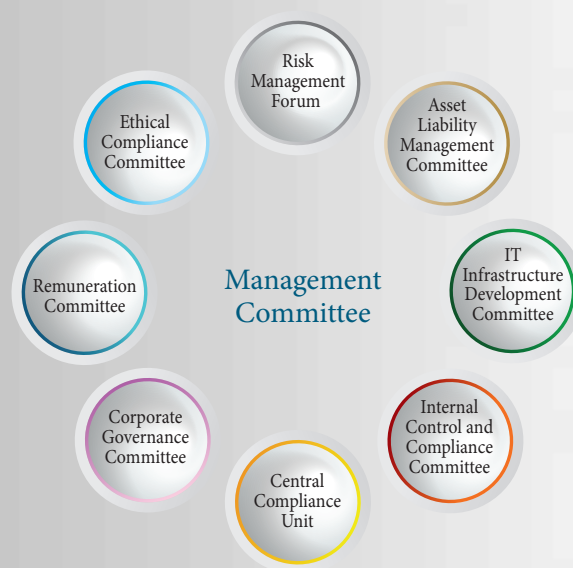 Risk
Management
Forum
Asset
Liability
Management
Committee
IT
Infrastructure
Development
Committee
Internal
Control and
Compliance
Committee
Central
Compliance
Unit
Corporate
Governance
Committee
Remuneration
Committee
Ethical
Compliance
Committee
Management
Committee